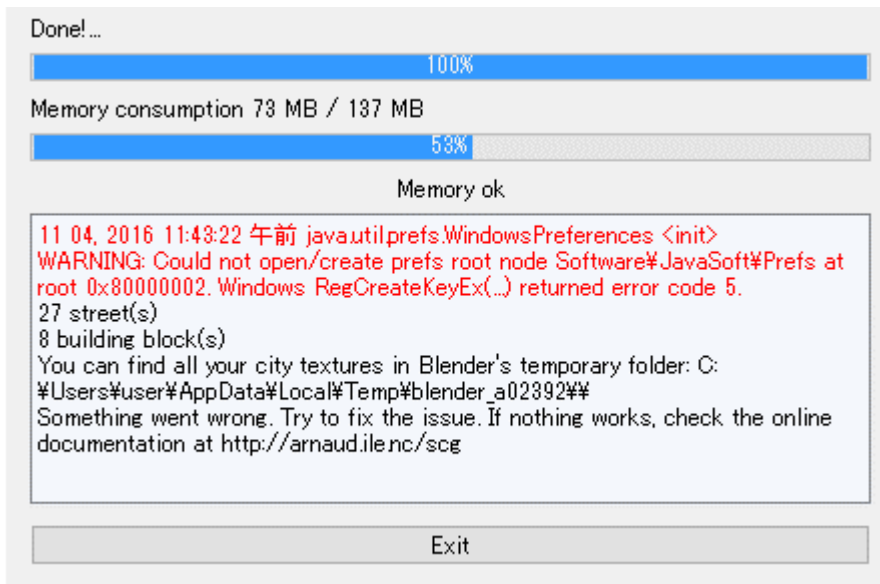 Done! ...
100%
Memory consumption 73 MB / 137 MB
53%
Memory ok
11 04, 2016 11:43:22 午前 java.util.prefs.WindowsPreferences <init>
WARNING: Could not open/create prefs root node Software¥JavaSoft¥Prefs at
root 0x80000002. Windows RegCreateKeyEx(...) returned error code 5.
27 street(s)
8 building block(s)
You can find all your city textures in Blender's temporary folder: C:
¥Users¥user¥AppData¥Local¥Temp¥blender_a02392¥¥
Something went wrong. Try to fix the issue. If nothing works, check the online
documentation at http://arnaud.ile.nc/scg
Exit